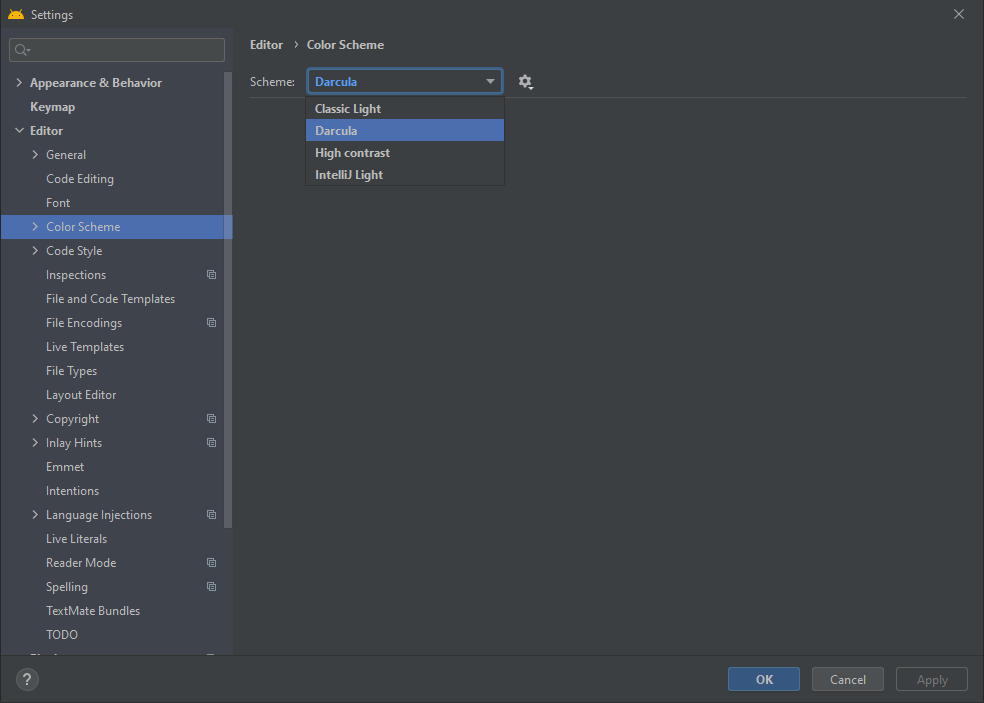 Settings
Editor › Color Scheme
Scheme: Darcula
Classic Light
Darcula
High contrast
IntelliJ Light
Appearance & Behavior
Keymap
Editor
General
Code Editing
Font
Color Scheme
Code Style
Inspections
File and Code Templates
File Encodings
Live Templates
File Types
Layout Editor
Copyright
Inlay Hints
Emmet
Intentions
Language Injections
Live Literals
Reader Mode
Spelling
TextMate Bundles
TODO
?
OK
Cancel
Apply